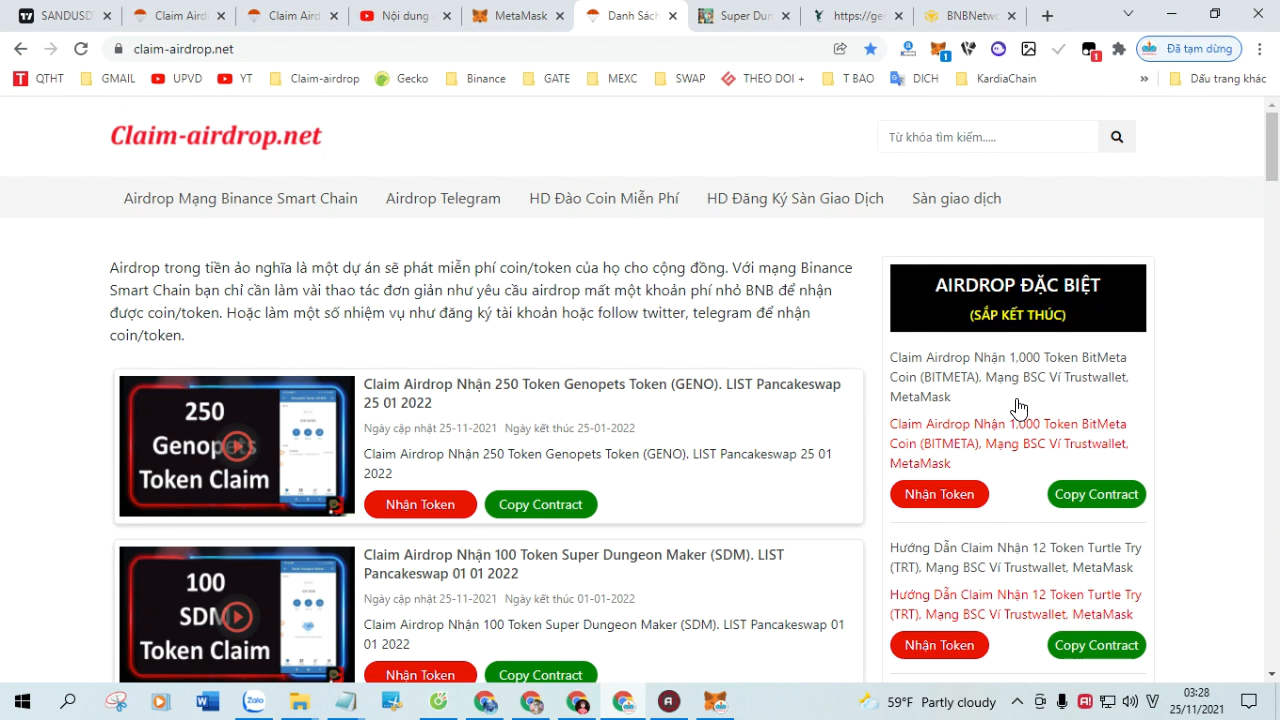 SANDUSD
Claim Aird
Claim Aird
Nội dung
MetaMask
Danh Sách
Super Dun
https://ge
BNBNetwo
claim-airdrop.net
Đã tạm dừng
QTHT
GMAIL
UPVD
YT
Claim-airdrop
Gecko
Binance
GATE
MEXC
SWAP
THEO DOI +
T BAO
DICH
KardiaChain
Dấu trang khác
Claim-airdrop.net
Từ khóa tìm kiếm.....
Airdrop Mạng Binance Smart Chain
Airdrop Telegram
HD Đào Coin Miễn Phí
HD Đăng Ký Sàn Giao Dịch
Sàn giao dịch
Airdrop trong tiền ảo nghĩa là một dự án sẽ phát miễn phí coin/token của họ cho cộng đồng. Với mạng Binance
Smart Chain bạn chỉ cần làm vài thao tác đơn giản như yêu cầu airdrop mất một khoản phí nhỏ BNB để nhận
được coin/token. Hoặc làm một số nhiệm vụ như đăng ký tài khoản hoặc follow twitter, telegram để nhận
coin/token.
250
Genopets
Token Claim
Claim Airdrop Nhận 250 Token Genopets Token (GENO). LIST Pancakeswap
25 01 2022
Ngày cập nhật 25-11-2021 Ngày kết thúc 25-01-2022
Claim Airdrop Nhận 250 Token Genopets Token (GENO). LIST Pancakeswap 25 01
2022
Nhận Token
Copy Contract
100
SDM
Token Claim
Claim Airdrop Nhận 100 Token Super Dungeon Maker (SDM). LIST
Pancakeswap 01 01 2022
Ngày cập nhật 25-11-2021 Ngày kết thúc 01-01-2022
Claim Airdrop Nhận 100 Token Super Dungeon Maker (SDM). LIST Pancakeswap 01
01 2022
Nhận Token
Copy Contract
AIRDROP ĐẶC BIỆT
(SẮP KẾT THÚC)
Claim Airdrop Nhận 1,000 Token BitMeta
Coin (BITMETA), Mạng BSC Ví Trustwallet,
MetaMask
Claim Airdrop Nhận 1,000 Token BitMeta
Coin (BITMETA), Mạng BSC Ví Trustwallet,
MetaMask
Nhận Token
Copy Contract
Hướng Dẫn Claim Nhận 12 Token Turtle Try
(TRT), Mạng BSC Ví Trustwallet, MetaMask
Hướng Dẫn Claim Nhận 12 Token Turtle Try
(TRT), Mạng BSC Ví Trustwallet, MetaMask
Nhận Token
Copy Contract
Zalo
59°F Partly cloudy
03:28
25/11/2021